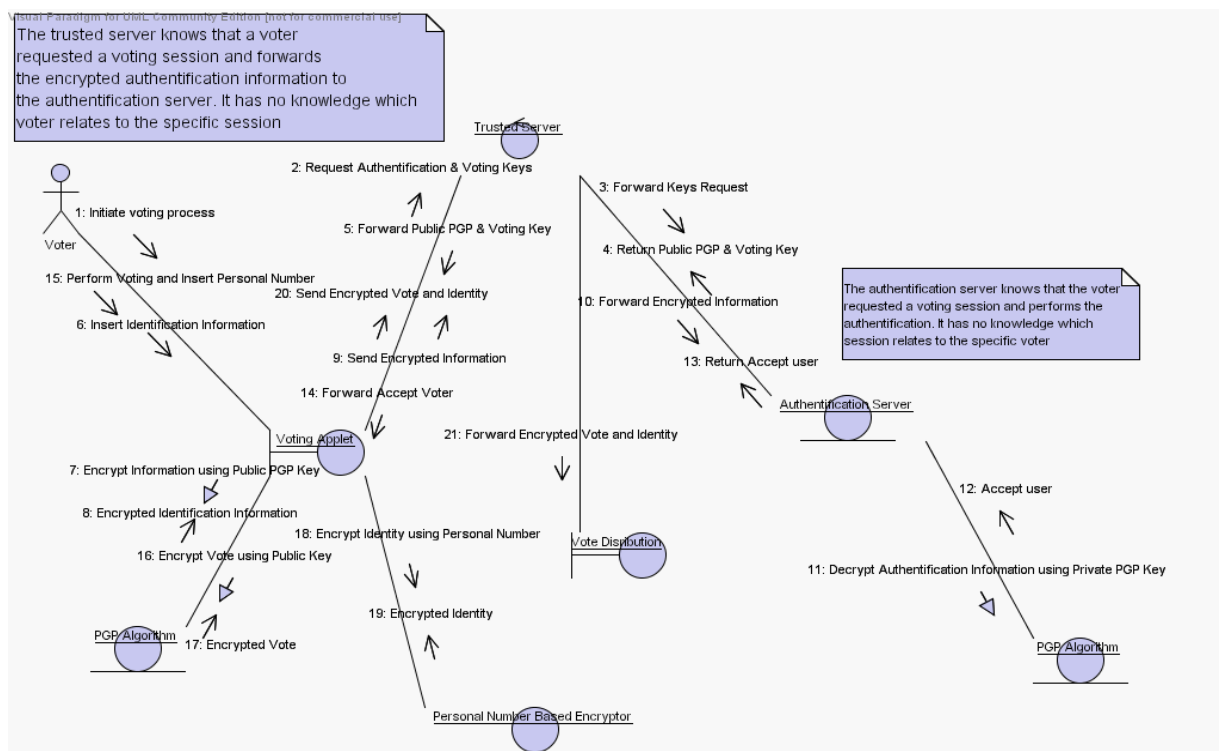 Visual Paradigm for UML Community Edition [not for commercial use]
The trusted server knows that a voter
requested a voting session and forwards
the encrypted authentification information to
the authentification server. It has no knowledge which
voter relates to the specific session
Trusted Server
2: Request Authentification & Voting Keys
3: Forward Keys Request
1: Initiate voting process
5: Forward Public PGP & Voting Key
Voter
4: Return Public PGP & Voting Key
15: Perform Voting and Insert Personal Number
20: Send Encrypted Vote and Identity
10: Forward Encrypted Information
The authentification server knows that the voter
requested a voting session and performs the
authentification. It has no knowledge which
session relates to the specific voter
6: Insert Identification Information
9: Send Encrypted Information
13: Return Accept user
14: Forward Accept Voter
Authentification Server
Voting Applet
21: Forward Encrypted Vote and Identity
7: Encrypt Information using Public PGP Key
12: Accept user
8: Encrypted Identification Information
18: Encrypt Identity using Personal Number
Vote Disribution
16: Encrypt Vote using Public Key
11: Decrypt Authentification Information using Private PGP Key
19: Encrypted Identity
PGP Algorithm
17: Encrypted Vote
PGP Algorithm
Personal Number Based Encryptor